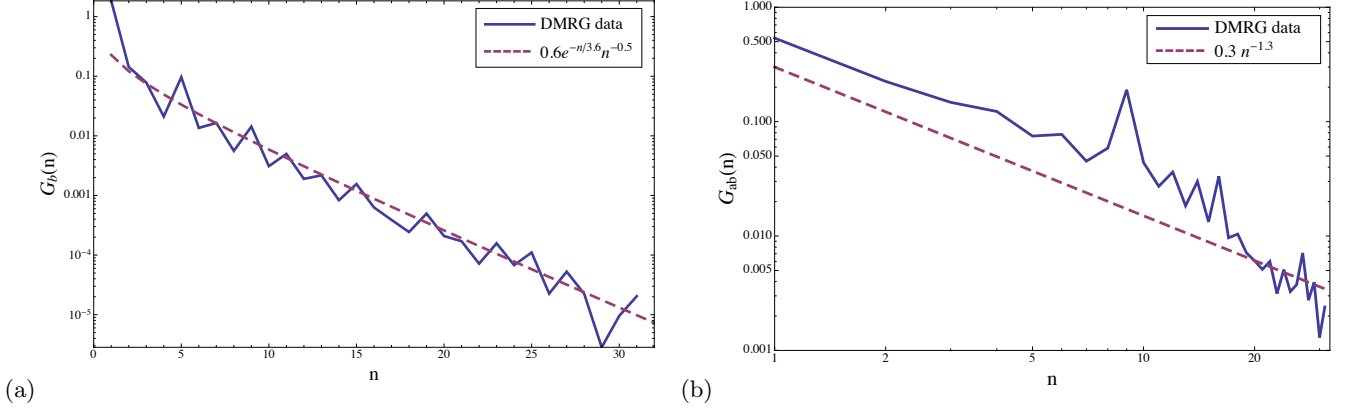 (a)
G_b(n)
1
0.1
0.01
0.001
10^{-4}
10^{-5}
0 5 10 15 20 25 30
n
DMRG data
0.6e^{-n/3.6}n^{-0.5}
(b)
G_{ab}(n)
1.000
0.500
0.100
0.050
0.010
0.005
0.001
1 2 5 10 20
n
DMRG data
0.3 n^{-1.3}